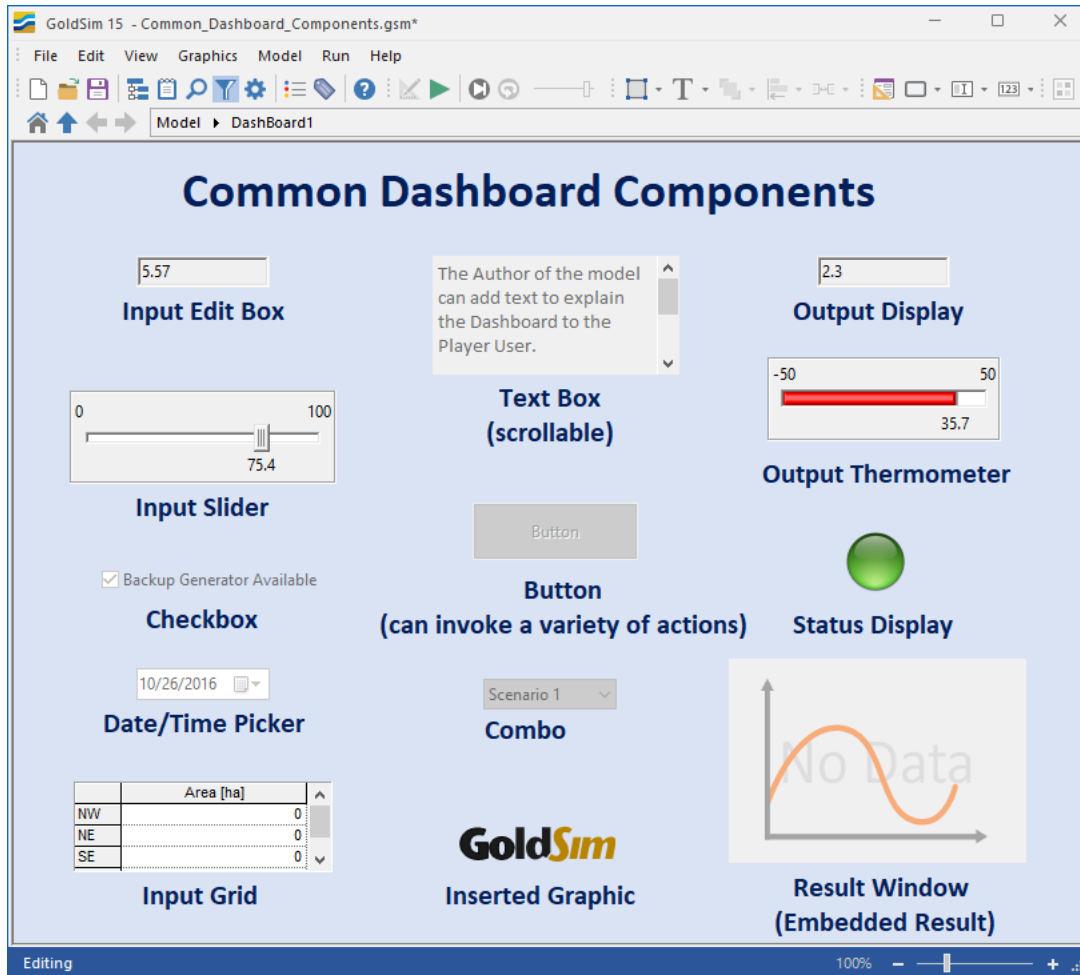 GoldSim 15 - Common_Dashboard_Components.gsm*
File Edit View Graphics Model Run Help
T 123
Model DashBoard1
Common Dashboard Components
5.57
Input Edit Box
The Author of the model
can add text to explain
the Dashboard to the
Player User.
Text Box
(scrollable)
2.3
Output Display
0 100
75.4
Input Slider
-50 50
35.7
Output Thermometer
Button
Button
(can invoke a variety of actions)
Backup Generator Available
Checkbox
Status Display
10/26/2016
Date/Time Picker
Scenario 1
Combo
No Data
Area [ha]
NW 0
NE 0
SE 0
Input Grid
GoldSim
Inserted Graphic
Result Window
(Embedded Result)
Editing 100%